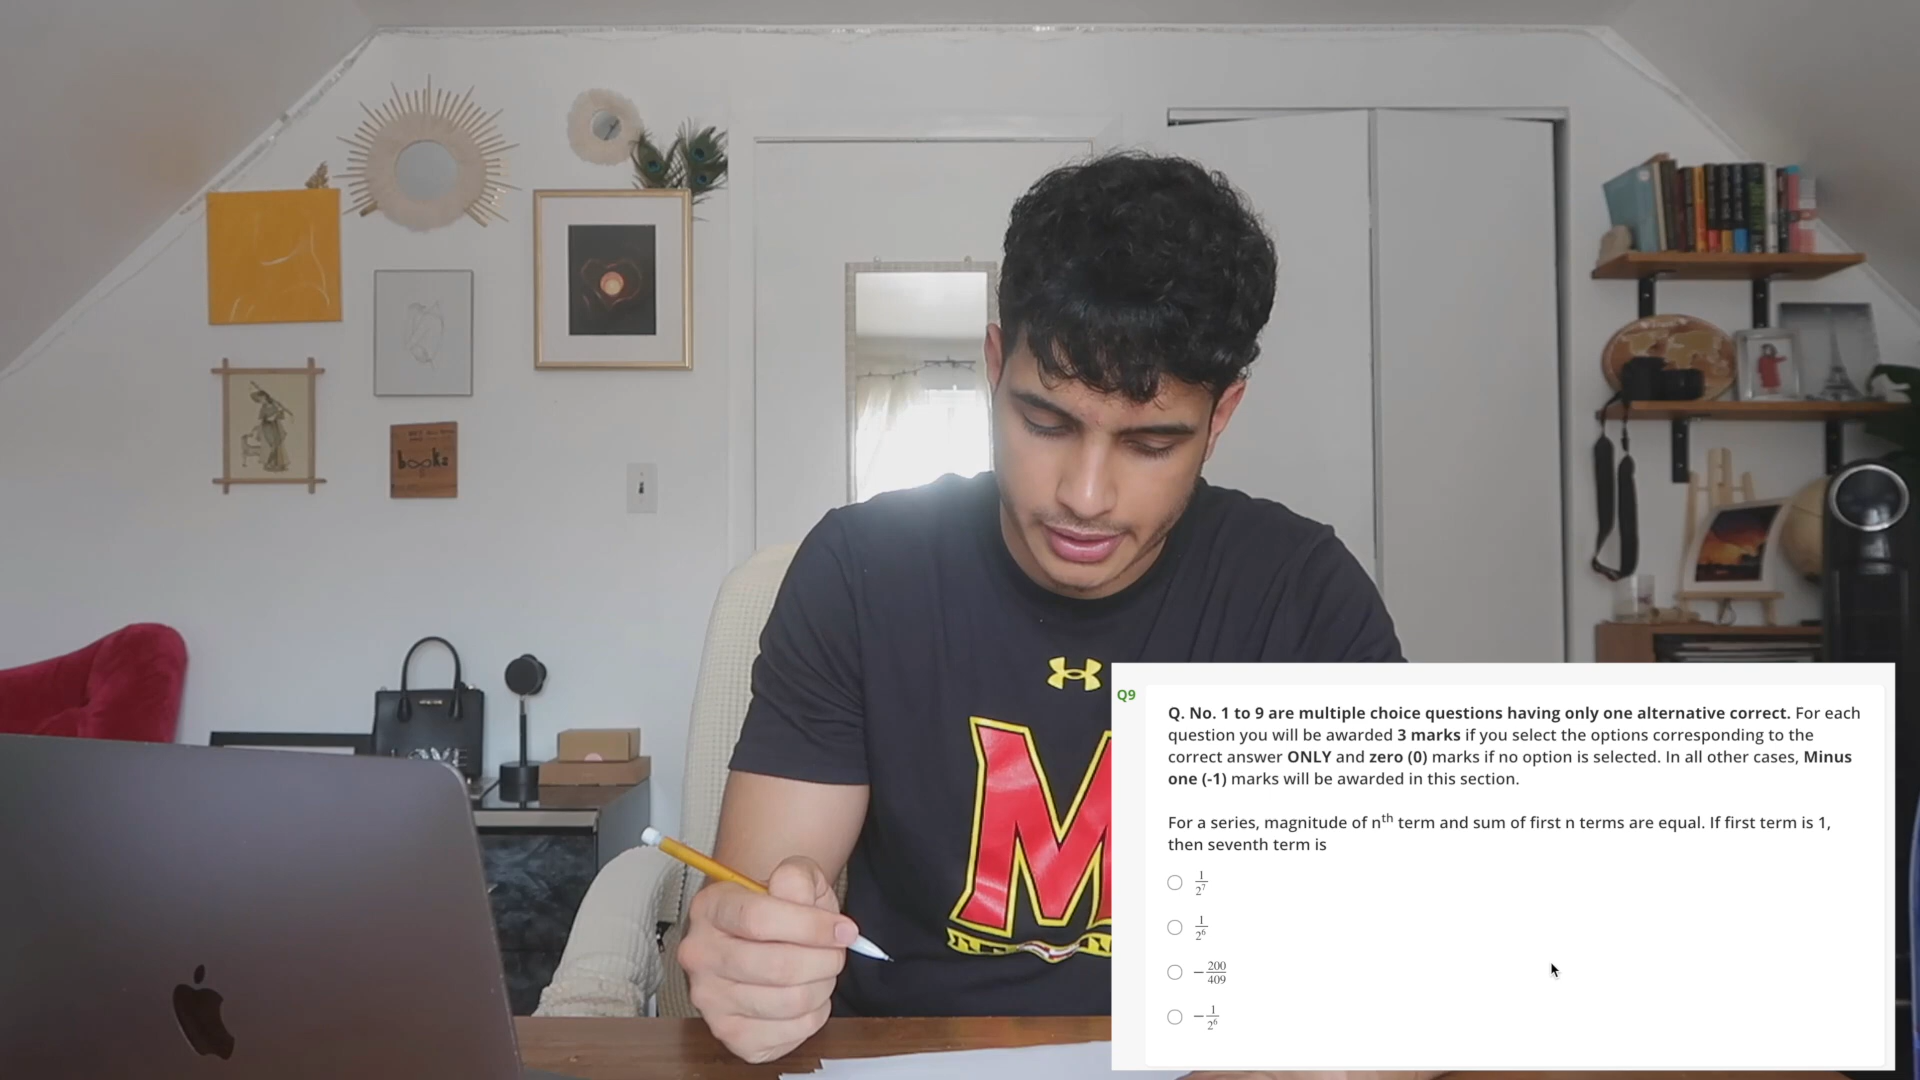 books
M
Q9
Q. No. 1 to 9 are multiple choice questions having only one alternative correct. For each
question you will be awarded 3 marks if you select the options corresponding to the
correct answer ONLY and zero (0) marks if no option is selected. In all other cases, Minus
one (-1) marks will be awarded in this section.
For a series, magnitude of nth term and sum of first n terms are equal. If first term is 1,
then seventh term is
1/2⁷
1/2⁶
-200/409
-1/2⁶